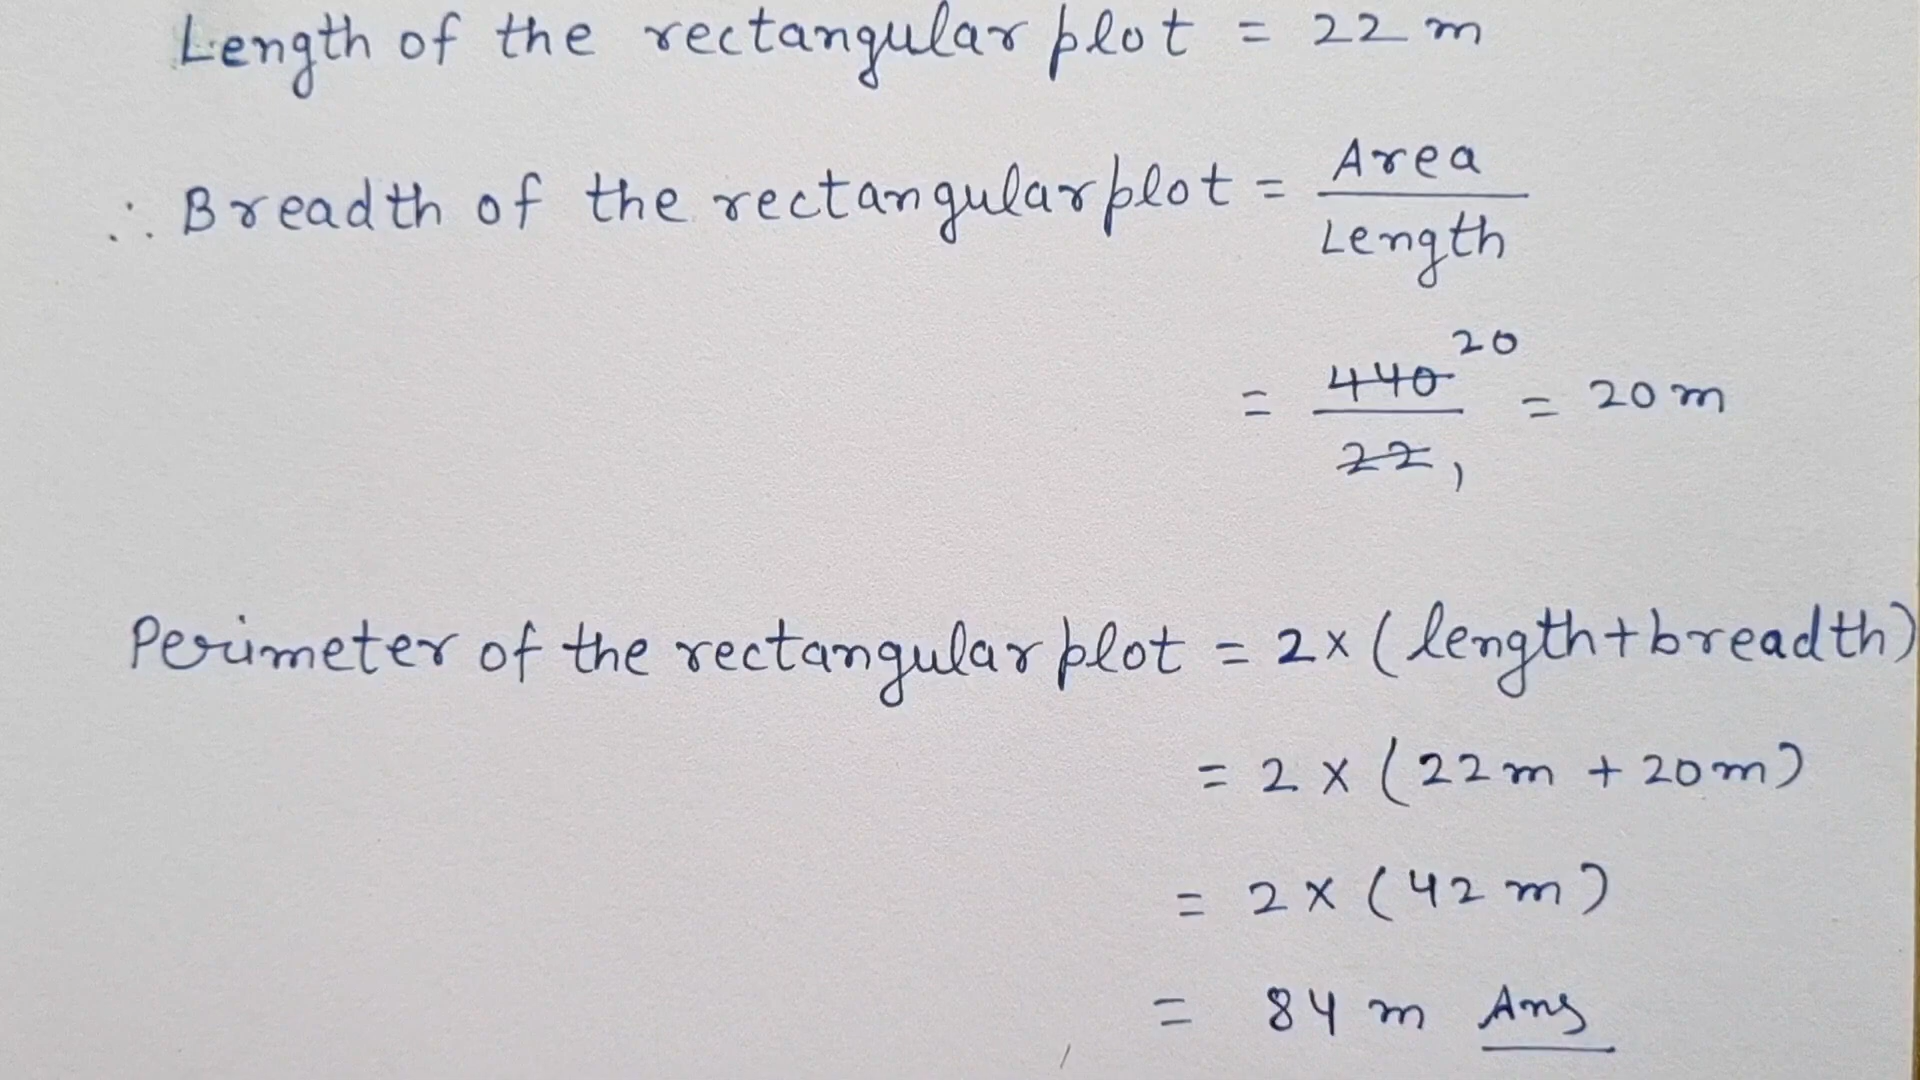 Length of the rectangular plot = 22 m
∴ Breadth of the rectangular plot = Area / Length
= 440 20 / 22 1 = 20 m
Perimeter of the rectangular plot = 2 × (length + breadth)
= 2 × (22 m + 20 m)
= 2 × (42 m)
= 84 m Ans